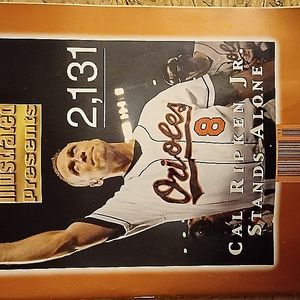 Illustrated
presents
2,131
Orioles
8
CAL RIPKEN JR.
STANDS ALONE